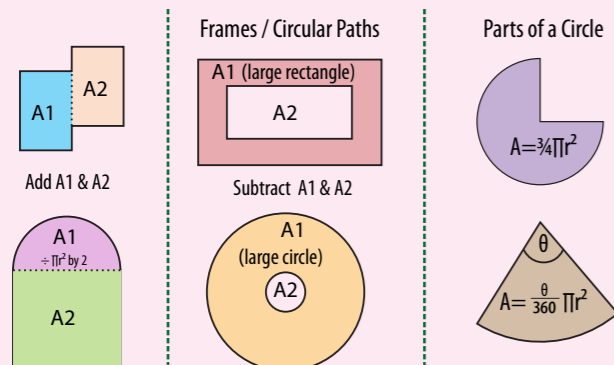 A1
A2
Add A1 & A2
A1
÷ ∏r² by 2
A2
Frames / Circular Paths
A1 (large rectangle)
A2
Subtract A1 & A2
A1
(large circle)
A2
Parts of a Circle
A=¾∏r²
θ
A= θ/360 ∏r²